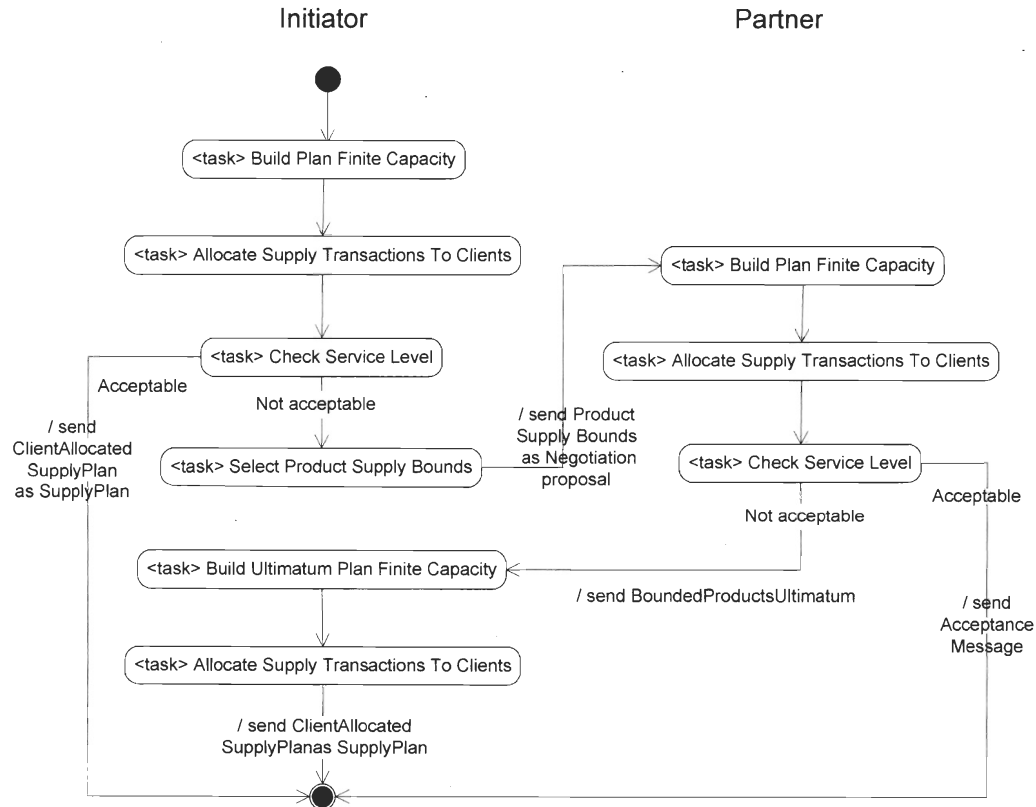 Initiator
Partner
<task> Build Plan Finite Capacity
<task> Allocate Supply Transactions To Clients
<task> Build Plan Finite Capacity
<task> Check Service Level
<task> Allocate Supply Transactions To Clients
Acceptable
Not acceptable
/ send
ClientAllocated
SupplyPlan
as SupplyPlan
/ send Product
Supply Bounds
as Negotiation
proposal
<task> Select Product Supply Bounds
<task> Check Service Level
Acceptable
Not acceptable
<task> Build Ultimatum Plan Finite Capacity
/ send BoundedProductsUltimatum
/ send
Acceptance
Message
<task> Allocate Supply Transactions To Clients
/ send ClientAllocated
SupplyPlanas SupplyPlan